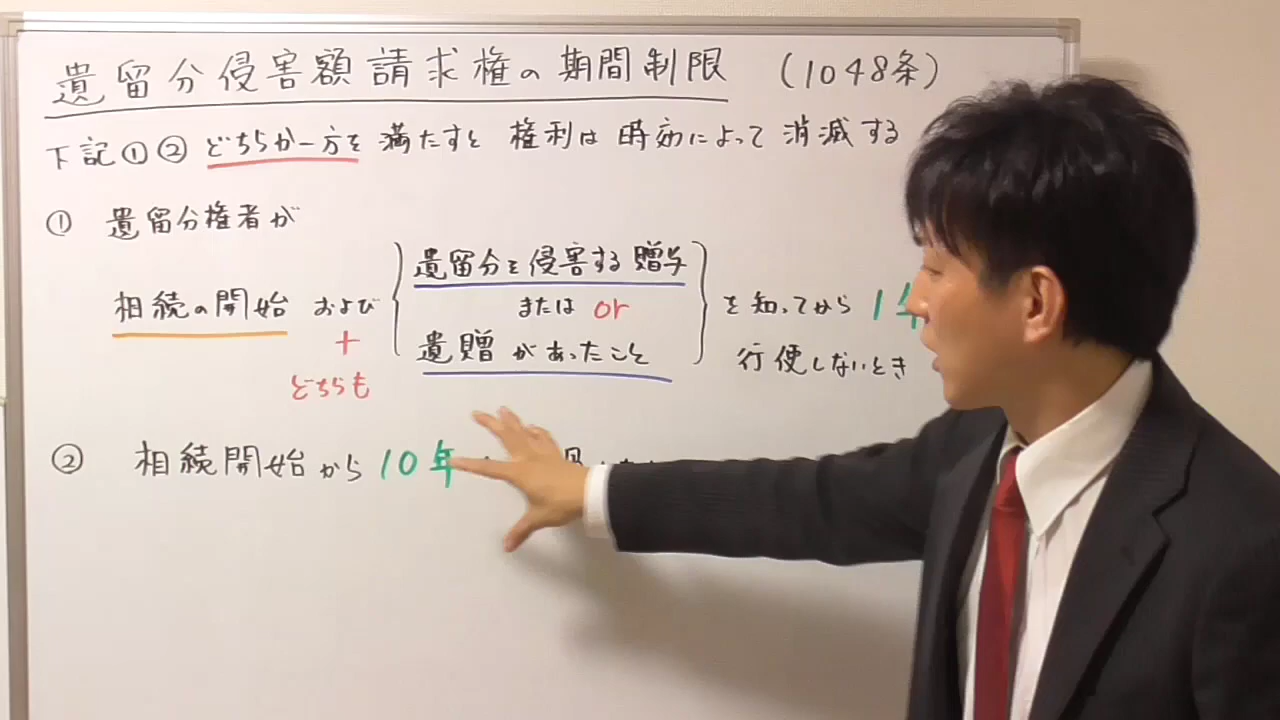 遺留分侵害額請求権の期間制限 (1048条)
下記①② どちらか一方を 満たすと 権利は 時効によって 消滅する
① 遺留分権者が
遺留分を侵害する贈与
相続の開始 および または or を知ってから 1年
+ 遺贈があったこと 行使しないとき
どちらも
② 相続開始から 10年